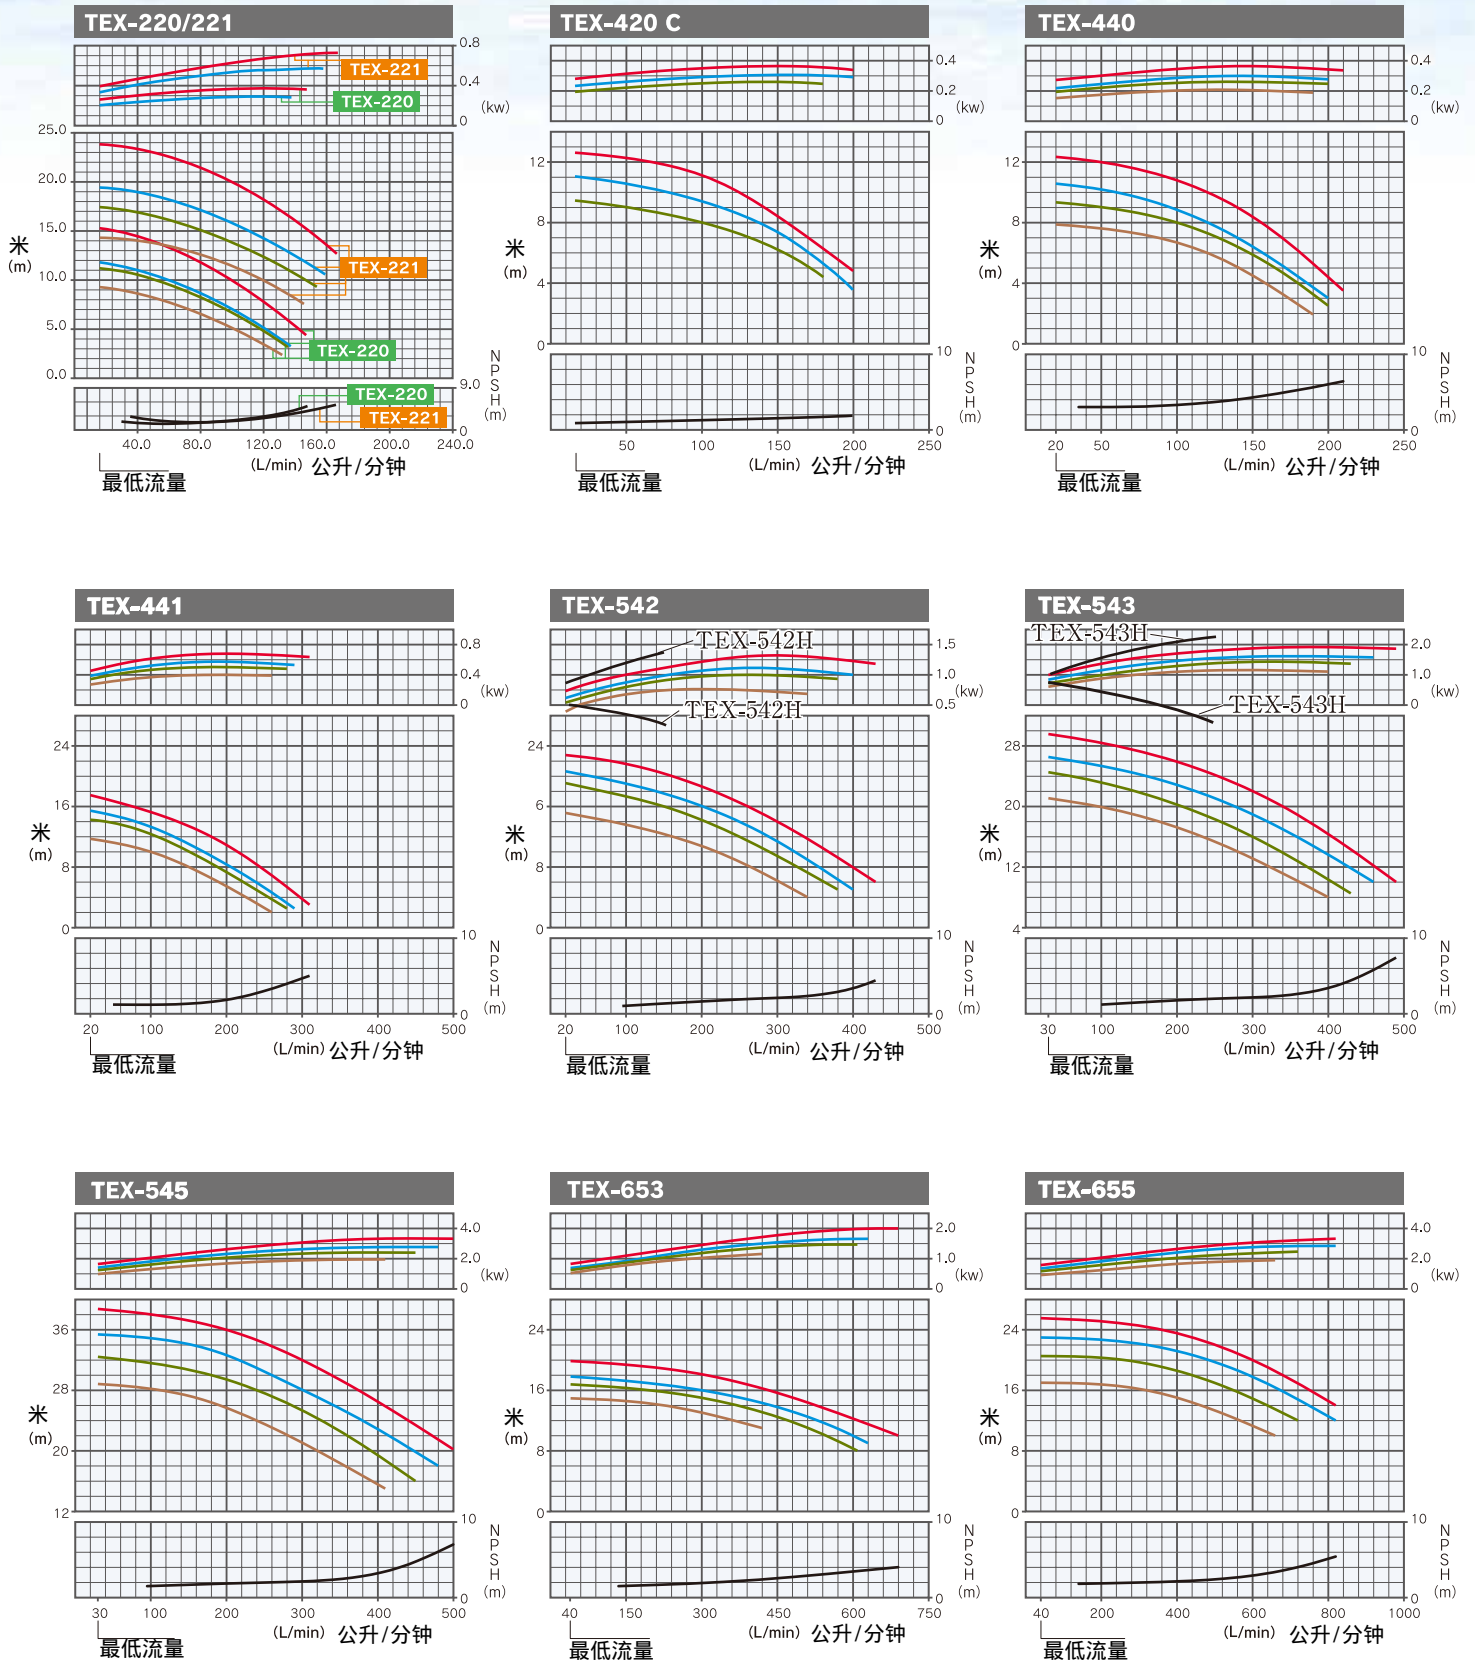 TEX-220/221
0.8
0.4
0
(kw)
TEX-221
TEX-220
25.0
20.0
15.0
10.0
5.0
0.0
米
(m)
TEX-221
TEX-220
NPSH
(m)
9.0
0
TEX-220
TEX-221
40.0 80.0 120.0 160.0 200.0 240.0
(L/min) 公升/分钟
最低流量
TEX-420 C
0.4
0.2
0
(kw)
12
8
4
0
米
(m)
10
0
NPSH
(m)
50 100 150 200 250
(L/min) 公升/分钟
最低流量
TEX-440
0.4
0.2
0
(kw)
12
8
4
0
米
(m)
10
0
NPSH
(m)
20 50 100 150 200 250
(L/min) 公升/分钟
最低流量
TEX-441
0.8
0.4
0
(kw)
24
16
8
0
米
(m)
10
0
NPSH
(m)
20 100 200 300 400 500
(L/min) 公升/分钟
最低流量
TEX-542
TEX-542H
1.5
1.0
0.5
(kw)
TEX-542H
24
6
8
0
米
(m)
10
0
NPSH
(m)
20 100 200 300 400 500
(L/min) 公升/分钟
最低流量
TEX-543
TEX-543H
2.0
1.0
0
(kw)
TEX-543H
28
20
12
4
米
(m)
10
0
NPSH
(m)
30 100 200 300 400 500
(L/min) 公升/分钟
最低流量
TEX-545
4.0
2.0
0
(kw)
36
28
20
12
米
(m)
10
0
NPSH
(m)
30 100 200 300 400 500
(L/min) 公升/分钟
最低流量
TEX-653
2.0
1.0
0
(kw)
24
16
8
0
米
(m)
10
0
NPSH
(m)
40 150 300 450 600 750
(L/min) 公升/分钟
最低流量
TEX-655
4.0
2.0
0
(kw)
24
16
8
0
米
(m)
10
0
NPSH
(m)
40 200 400 600 800 1000
(L/min) 公升/分钟
最低流量